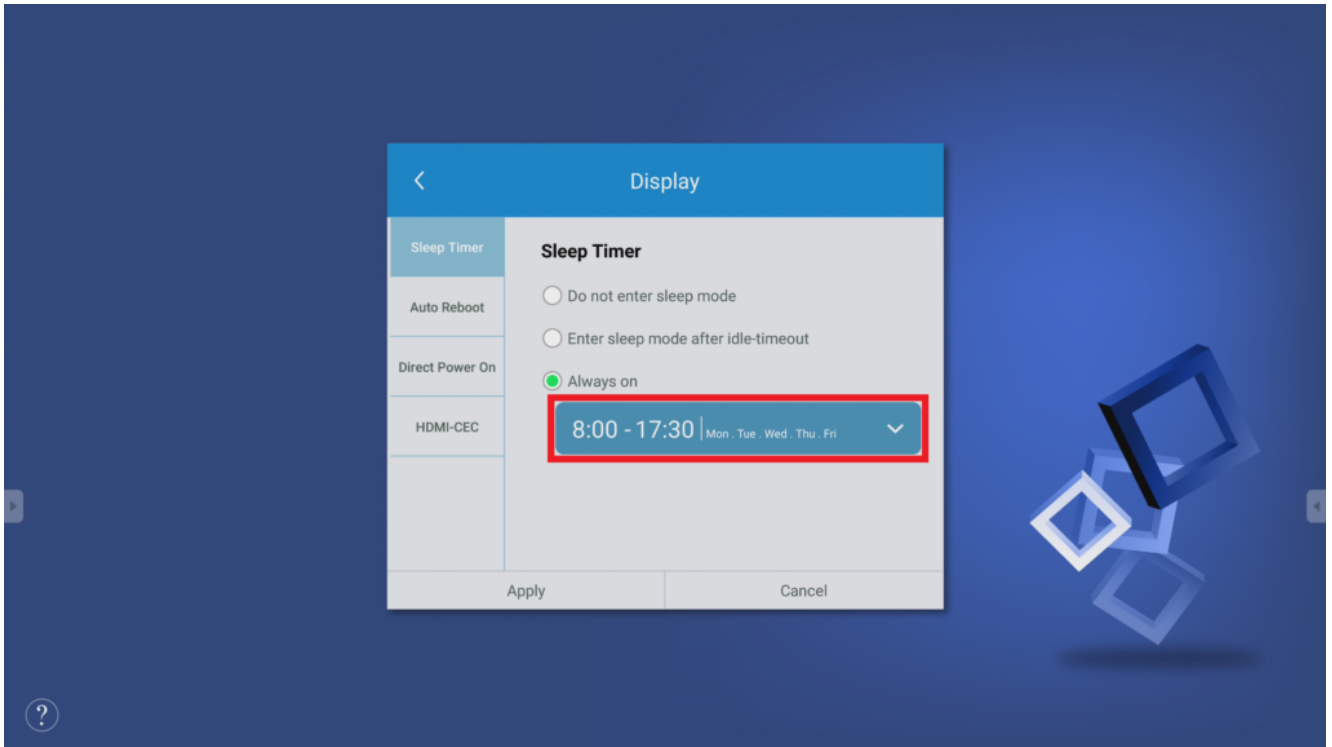 Display
Sleep Timer
Auto Reboot
Direct Power On
HDMI-CEC
Sleep Timer
Do not enter sleep mode
Enter sleep mode after idle-timeout
Always on
8:00 - 17:30 Mon . Tue . Wed . Thu . Fri
Apply
Cancel
?